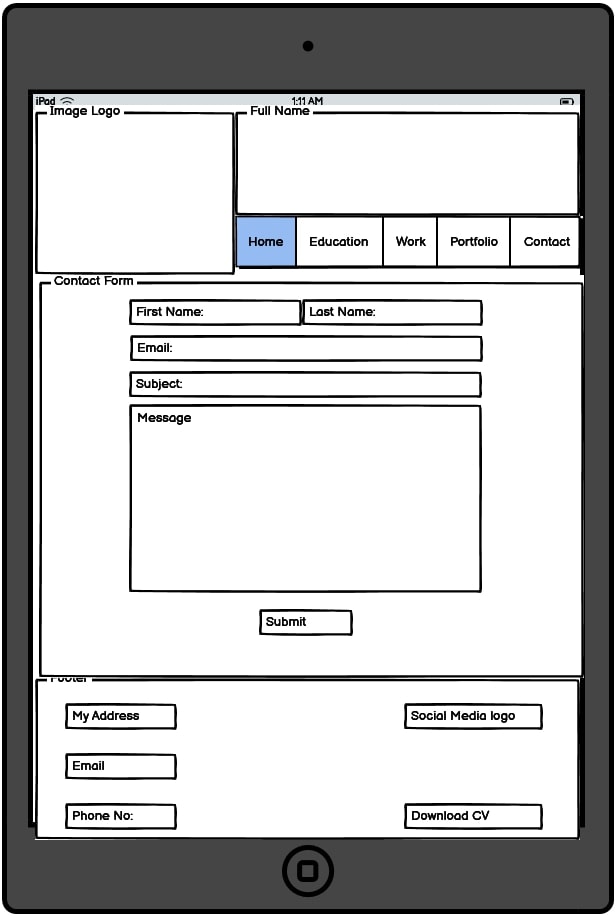 iPad 1:11 AM
Image Logo
Full Name
Home Education Work Portfolio Contact
Contact Form
First Name: Last Name:
Email:
Subject:
Message
Submit
Footer
My Address Social Media logo
Email
Phone No: Download CV